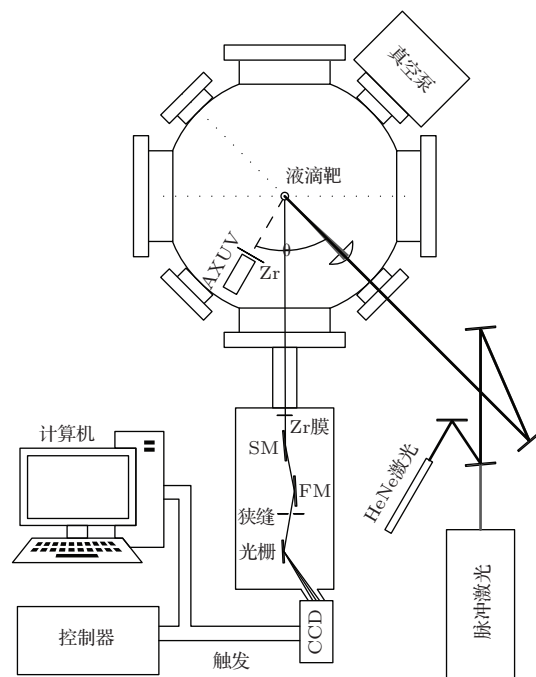 真空泵
液滴靶
θ
AXUV
Zr
Zr膜
计算机
SM
HeNe激光
FM
狭缝
光栅
脉冲激光
CCD
控制器
触发